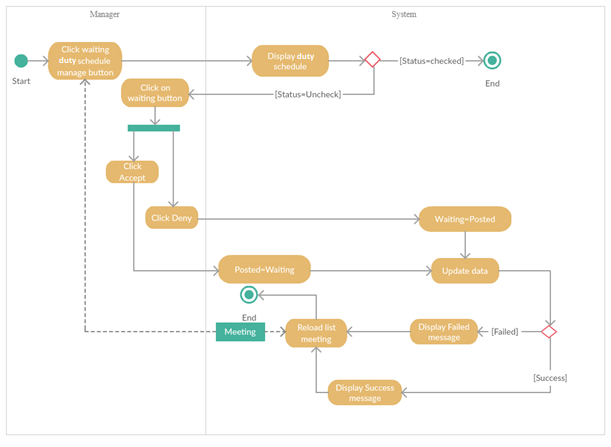 Manager
System
Click waiting
duty schedule
manage button
Display duty
schedule
[Status=checked]
Start
End
Click on
waiting button
[Status=Uncheck]
Click
Accept
Click Deny
Waiting=Posted
Posted=Waiting
Update data
End
Meeting
Reload list
meeting
Display Failed
message
[Failed]
[Success]
Display Success
message